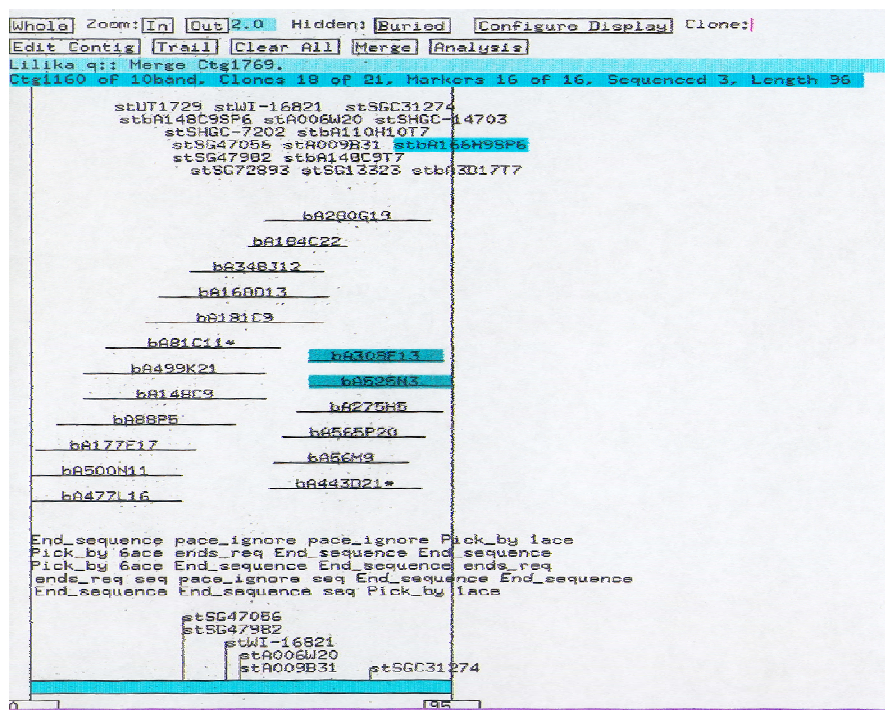 Whole Zoom: In Out 2.0 Hidden: Buried Configure Display Clone:
Edit Contig Trail Clear All Merge Analysis
Lilika q:: Merge Ctg1769.
Ctg1160 of 10band, Clones 18 of 21, Markers 16 of 16, Sequenced 3, Length 96
stUT1729 stWI-16821 stSGC31274
stbA148C9SP6 stA006W20 stSHGC-14703
stSHGC-7202 stbA110H10T7
stSG47056 stA009B31 stbA166H9SP6
stSG47982 stbA148C9T7
stSG72893 stSG13323 stbA3D17T7
bA280G19
bA184C22
bA348J12
bA160D13
bA181C9
bA81C11*
bA308F13
bA499K21
bA526N3
bA148C9
bA275H5
bA88P5
bA565P20
bA177E17
bA56M9
bA500N11
bA443D21*
bA477L16
End_sequence pace_ignore pace_ignore Pick_by 1ace
Pick_by 6ace ends_req End_sequence End_sequence
Pick_by 6ace End_sequence End_sequence ends_req
ends_req seq pace_ignore seq End_sequence End_sequence
End_sequence End_sequence seq Pick_by 1ace
stSG47056
stSG47982
stWI-16821
stA006W20
stA009B31 stSGC31274
0 95